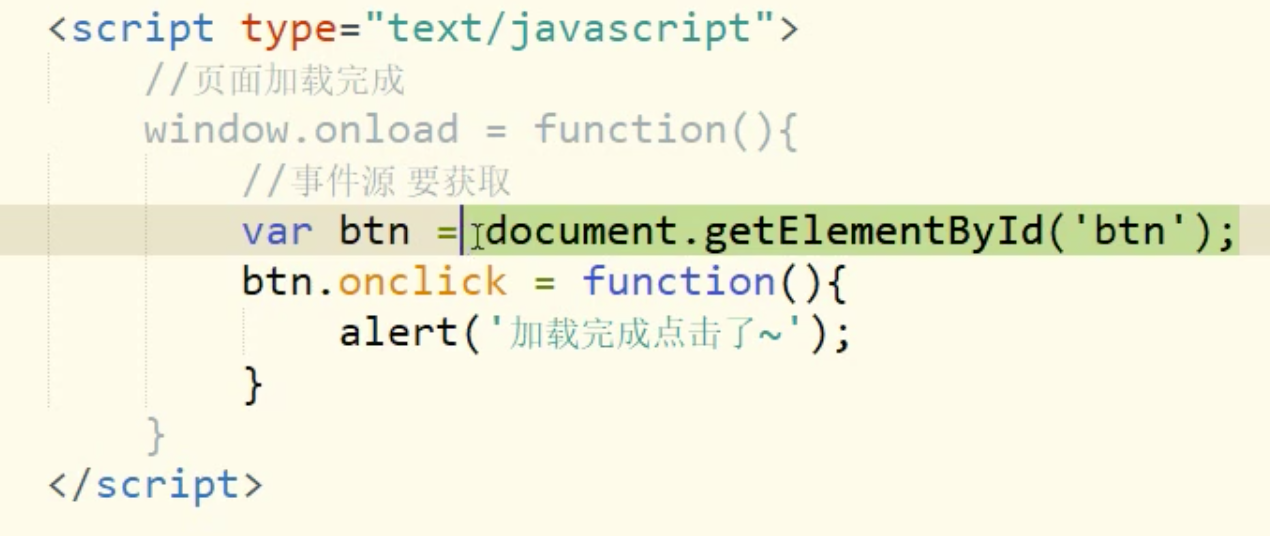 <script type="text/javascript">
//页面加载完成
window.onload = function(){
//事件源 要获取
var btn = document.getElementById('btn');
btn.onclick = function(){
alert('加载完成点击了~');
}
}
</script>